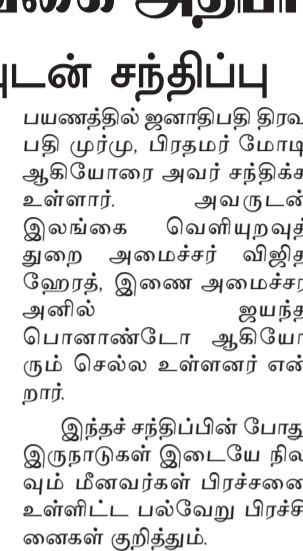 யுடன் சந்திப்பு
பயணத்தில் ஜனாதிபதி திரவு
பதி முர்மு, பிரதமர் மோடி
ஆகியோரை அவர் சந்திக்க
உள்ளார். அவருடன்
இலங்கை வெளியுறவுத்
துறை அமைச்சர் விஜித
ஹேரத், இணை அமைச்சர்
அனில் ஜயந்த
பொனாண்டோ ஆகியோ
ரும் செல்ல உள்ளனர் என்
றார்.
இந்தச் சந்திப்பின் போது
இருநாடுகள் இடையே நில
வும் மீனவர்கள் பிரச்சனை
உள்ளிட்ட பல்வேறு பிரச்சி
னைகள் குறித்தும்.